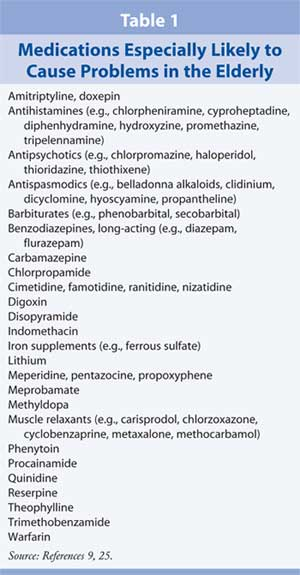 Table 1
Medications Especially Likely to
Cause Problems in the Elderly
Amitriptyline, doxepin
Antihistamines (e.g., chlorpheniramine, cyproheptadine,
diphenhydramine, hydroxyzine, promethazine,
tripelennamine)
Antipsychotics (e.g., chlorpromazine, haloperidol,
thioridazine, thiothixene)
Antispasmodics (e.g., belladonna alkaloids, clidinium,
dicyclomine, hyoscyamine, propantheline)
Barbiturates (e.g., phenobarbital, secobarbital)
Benzodiazepines, long-acting (e.g., diazepam,
flurazepam)
Carbamazepine
Chlorpropamide
Cimetidine, famotidine, ranitidine, nizatidine
Digoxin
Disopyramide
Indomethacin
Iron supplements (e.g., ferrous sulfate)
Lithium
Meperidine, pentazocine, propoxyphene
Meprobamate
Methyldopa
Muscle relaxants (e.g., carisprodol, chlorzoxazone,
cyclobenzaprine, metaxalone, methocarbamol)
Phenytoin
Procainamide
Quinidine
Reserpine
Theophylline
Trimethobenzamide
Warfarin
Source: References 9, 25.